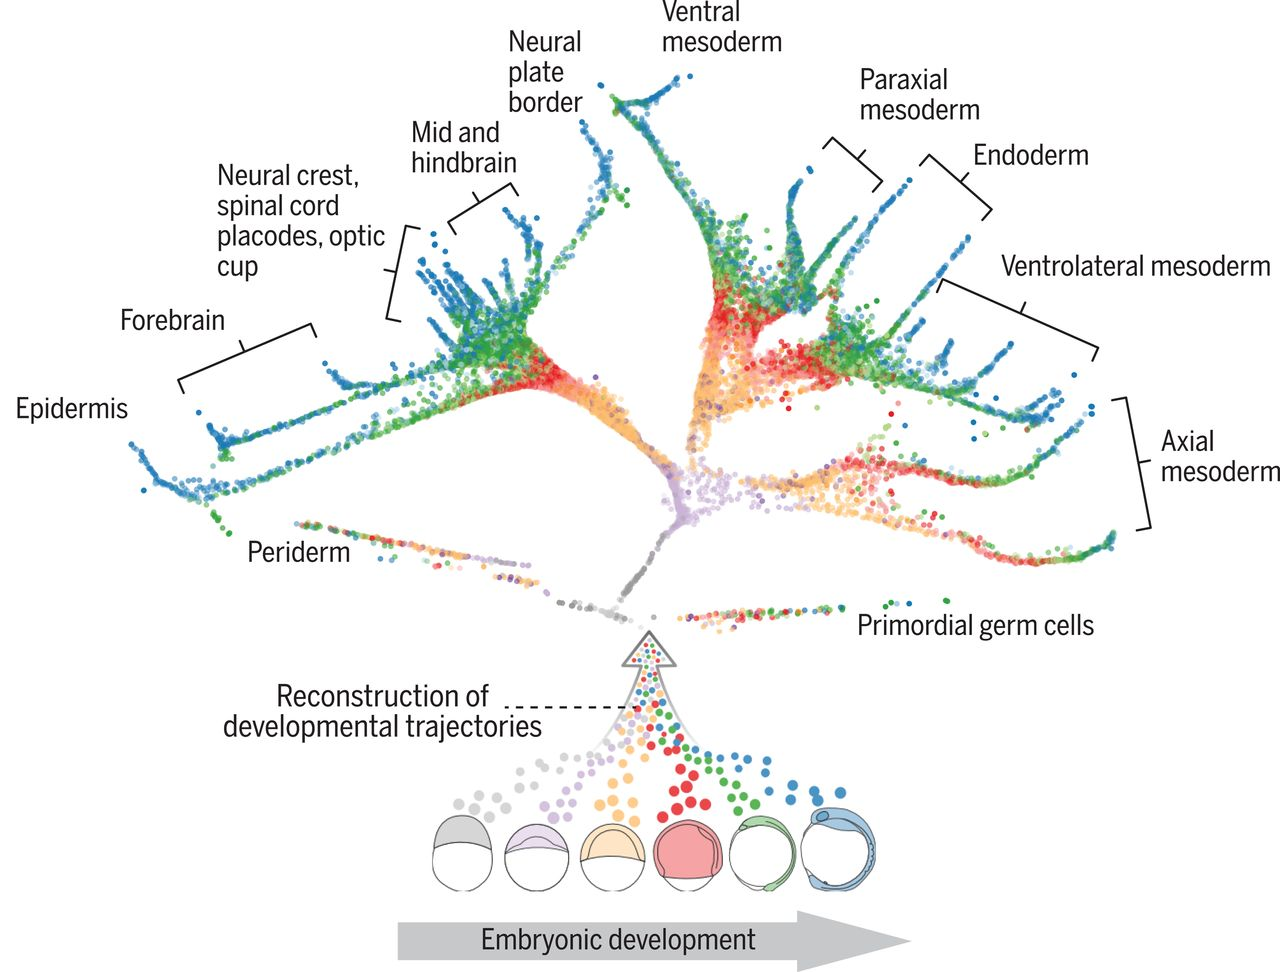 Ventral
mesoderm
Neural
plate
border
Paraxial
mesoderm
Mid and
hindbrain
Endoderm
Neural crest,
spinal cord
placodes, optic
cup
Ventrolateral mesoderm
Forebrain
Epidermis
Axial
mesoderm
Periderm
Primordial germ cells
Reconstruction of
developmental trajectories
Embryonic development